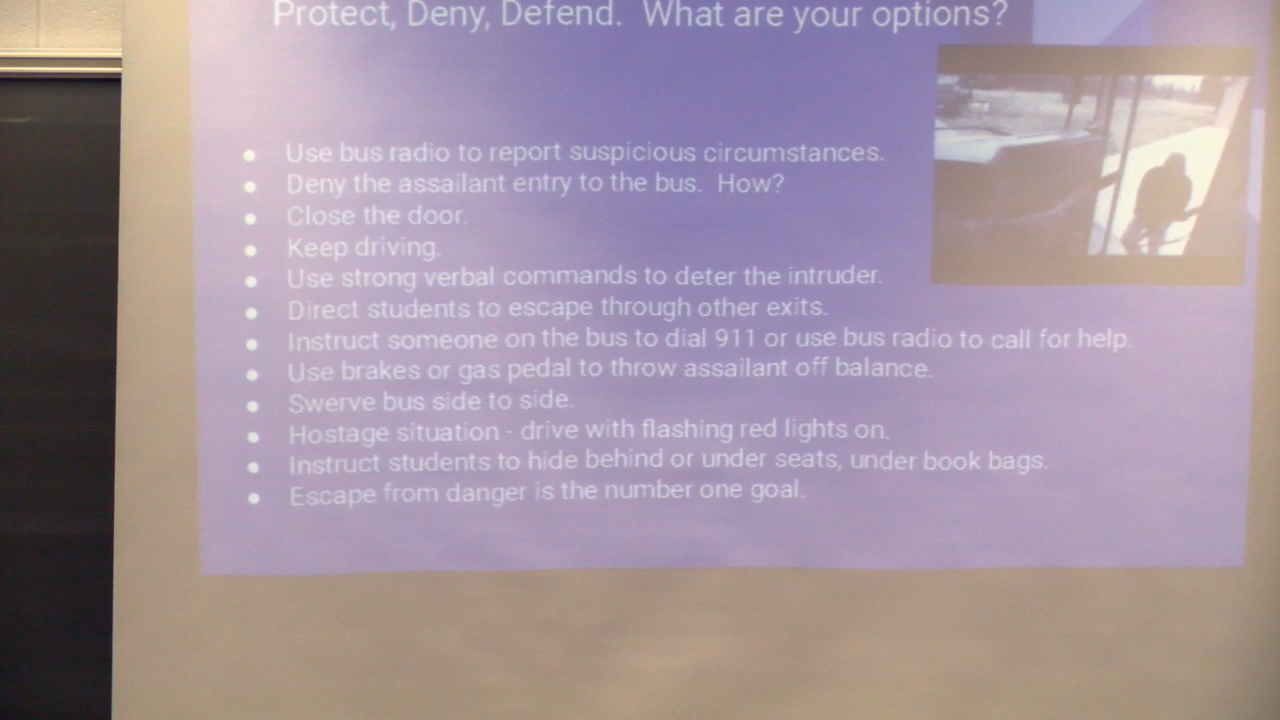 Protect, Deny, Defend. What are your options?
● Use bus radio to report suspicious circumstances.
● Deny the assailant entry to the bus. How?
● Close the door.
● Keep driving.
● Use strong verbal commands to deter the intruder.
● Direct students to escape through other exits.
● Instruct someone on the bus to dial 911 or use bus radio to call for help.
● Use brakes or gas pedal to throw assailant off balance.
● Swerve bus side to side.
● Hostage situation - drive with flashing red lights on.
● Instruct students to hide behind or under seats, under book bags.
● Escape from danger is the number one goal.